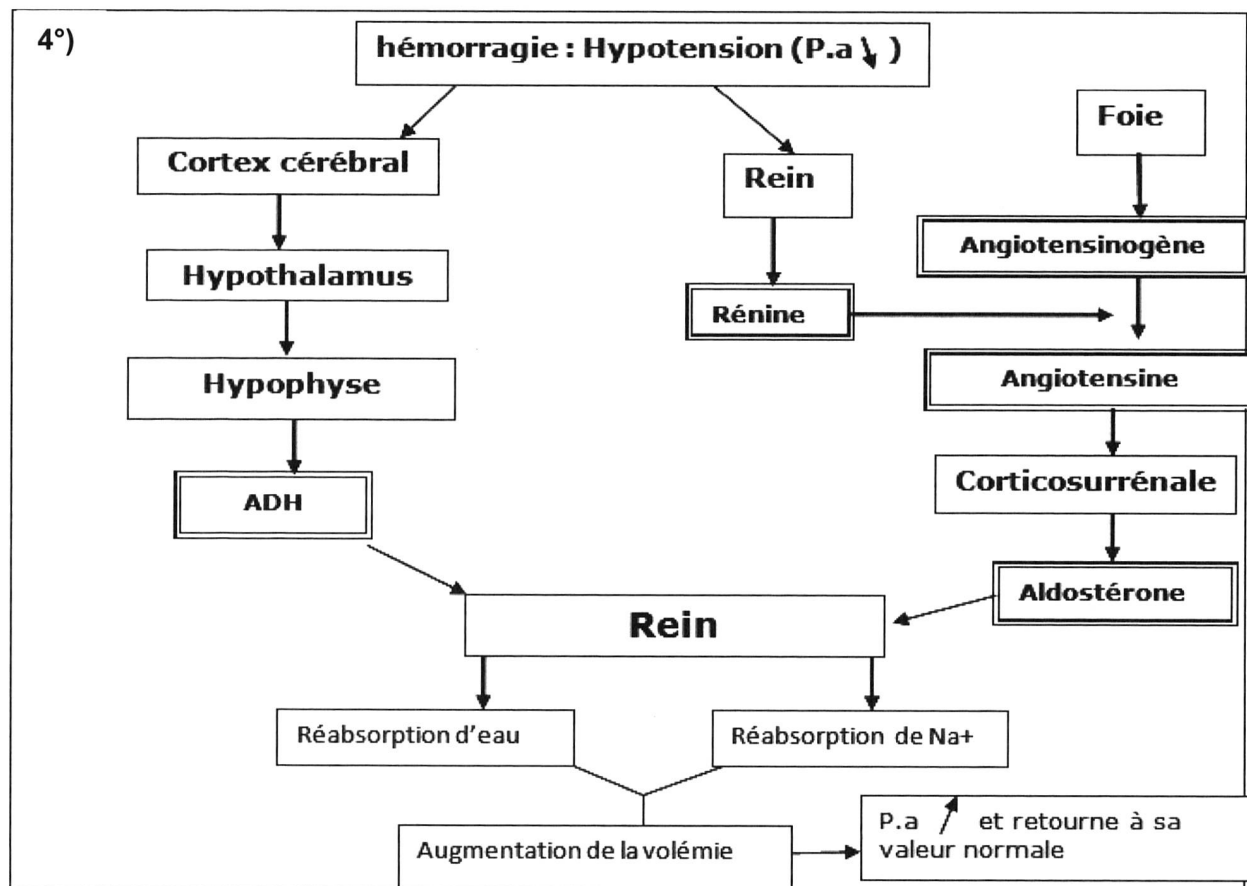 4°)
hémorragie : Hypotension (P.a ↘ )
Foie
Cortex cérébral
Rein
Angiotensinogène
Hypothalamus
Rénine
Hypophyse
Angiotensine
ADH
Corticosurrénale
Aldostérone
Rein
Réabsorption d'eau
Réabsorption de Na+
Augmentation de la volémie
P.a ↗ et retourne à sa
valeur normale